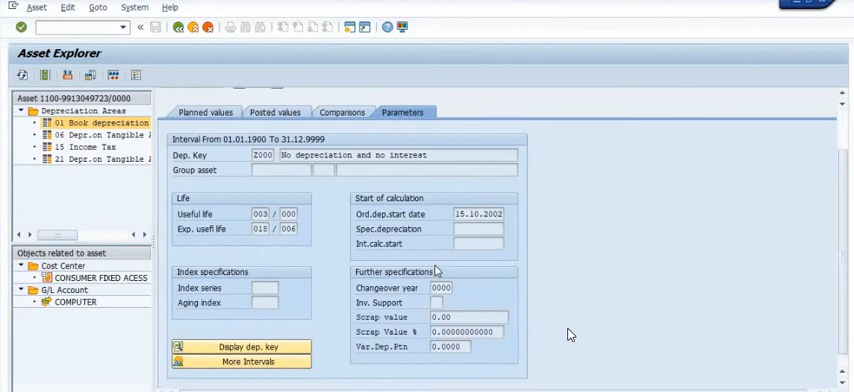 Asset Edit Goto System Help
Asset Explorer
Asset 1100-9913049723/0000
Depreciation Areas
01 Book depreciation
06 Depr.on Tangible A
15 Income Tax
21 Depr.on Tangible A
Objects related to asset
Cost Center
CONSUMER FIXED ACESS
G/L Account
COMPUTER
Planned values Posted values Comparisons Parameters
Interval From 01.01.1900 To 31.12.9999
Dep. Key Z000 No depreciation and no interest
Group asset
Life
Useful life 003 / 000
Exp. usefl life 018 / 006
Start of calculation
Ord.dep.start date 15.10.2002
Spec.depreciation
Int.calc.start
Index specifications
Index series
Aging index
Further specifications
Changeover year 0000
Inv. Support
Scrap value 0.00
Scrap Value % 0.00000000000
Var.Dep.Ptn 0.0000
Display dep. key
More Intervals